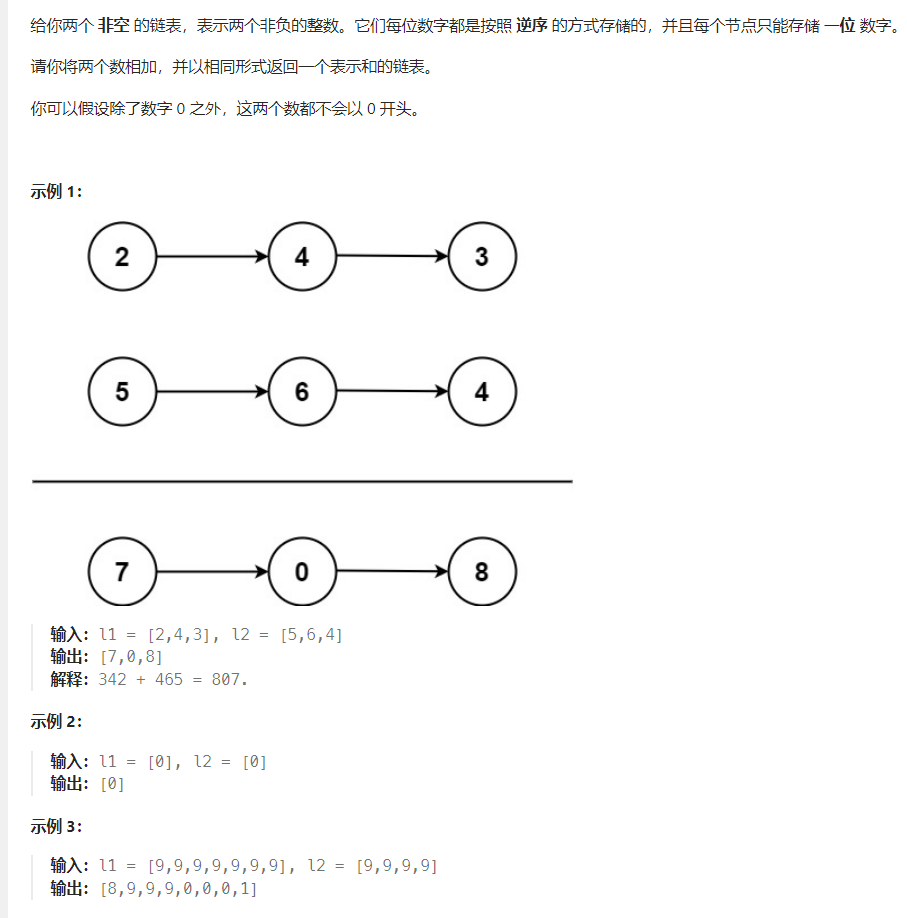 给你两个 非空 的链表，表示两个非负的整数。它们每位数字都是按照 逆序 的方式存储的，并且每个节点只能存储 一位 数字。
请你将两个数相加，并以相同形式返回一个表示和的链表。
你可以假设除了数字 0 之外，这两个数都不会以 0 开头。
示例 1：
2 4 3
5 6 4
7 0 8
输入：l1 = [2,4,3], l2 = [5,6,4]
输出：[7,0,8]
解释：342 + 465 = 807.
示例 2：
输入：l1 = [0], l2 = [0]
输出：[0]
示例 3：
输入：l1 = [9,9,9,9,9,9,9], l2 = [9,9,9,9]
输出：[8,9,9,9,0,0,0,1]